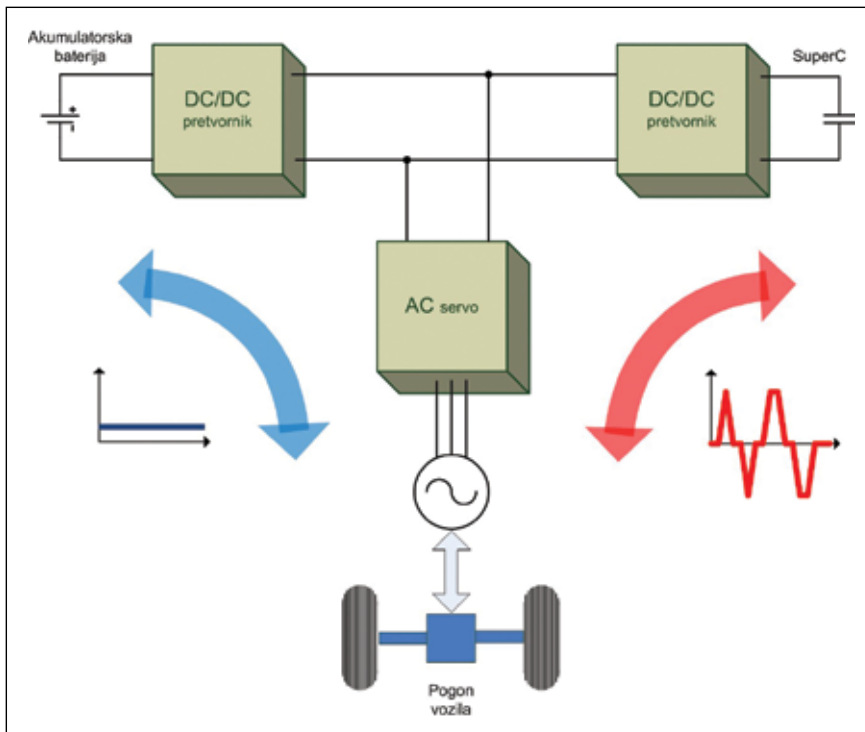 Akumulatorska
baterija
DC/DC
pretvornik
DC/DC
pretvornik
SuperC
+
AC servo
Pogon
vozila